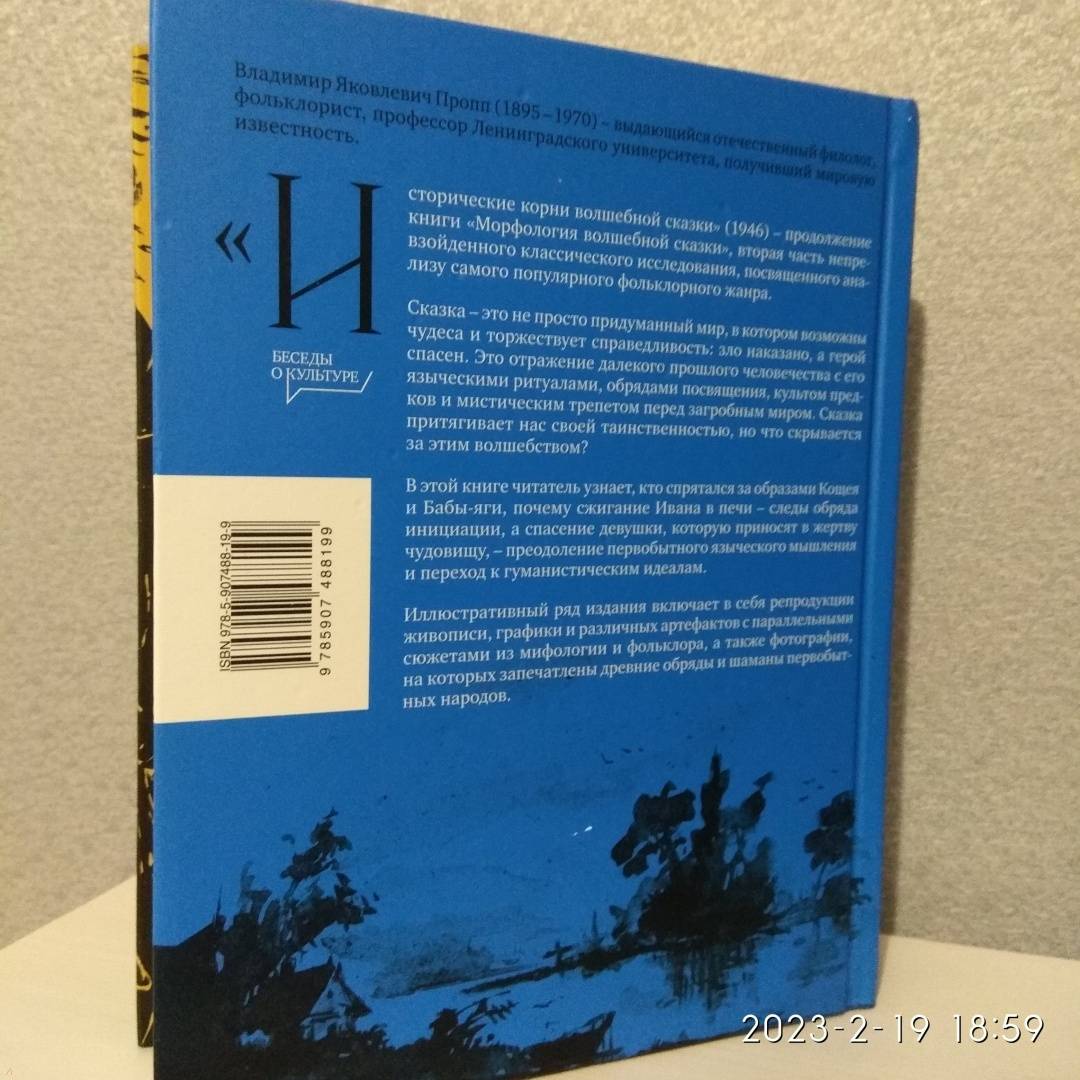 Владимир Яковлевич Пропп (1895–1970) – выдающийся отечественный филолог,
фольклорист, профессор Ленинградского университета, получивший мировую
известность.
«И
сторические корни волшебной сказки» (1946) – продолжение
книги «Морфология волшебной сказки», вторая часть непре-
взойденного классического исследования, посвященного ана-
лизу самого популярного фольклорного жанра.
БЕСЕДЫ
О КУЛЬТУРЕ
Сказка – это не просто придуманный мир, в котором возможны
чудеса и торжествует справедливость: зло наказано, а герой
спасен. Это отражение далекого прошлого человечества с его
языческими ритуалами, обрядами посвящения, культом пред-
ков и мистическим трепетом перед загробным миром. Сказка
притягивает нас своей таинственностью, но что скрывается
за этим волшебством?
В этой книге читатель узнает, кто спрятался за образами Кощея
и Бабы-яги, почему сжигание Ивана в печи – следы обряда
инициации, а спасение девушки, которую приносят в жертву
чудовищу, – преодоление первобытного языческого мышления
и переход к гуманистическим идеалам.
Иллюстративный ряд издания включает в себя репродукции
живописи, графики и различных артефактов с параллельными
сюжетами из мифологии и фольклора, а также фотографии,
на которых запечатлены древние обряды и шаманы первобыт-
ных народов.
ISBN 978-5-907488-19-9
9 785907 488199
2023-2-19 18:59